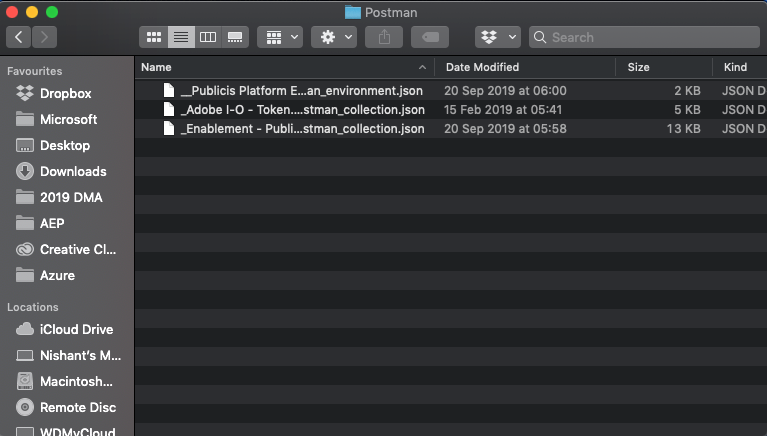 Postman
Search
Favourites
Dropbox
Microsoft
Desktop
Downloads
2019 DMA
AEP
Creative Cl...
Azure
Locations
iCloud Drive
Nishant's M...
Macintosh...
Remote Disc
WDMyCloud
Name Date Modified Size Kind
__Publicis Platform E...an_environment.json 20 Sep 2019 at 06:00 2 KB JSON D
_Adobe I-O - Token....stman_collection.json 15 Feb 2019 at 05:41 5 KB JSON D
_Enablement - Publi...stman_collection.json 20 Sep 2019 at 05:58 13 KB JSON D